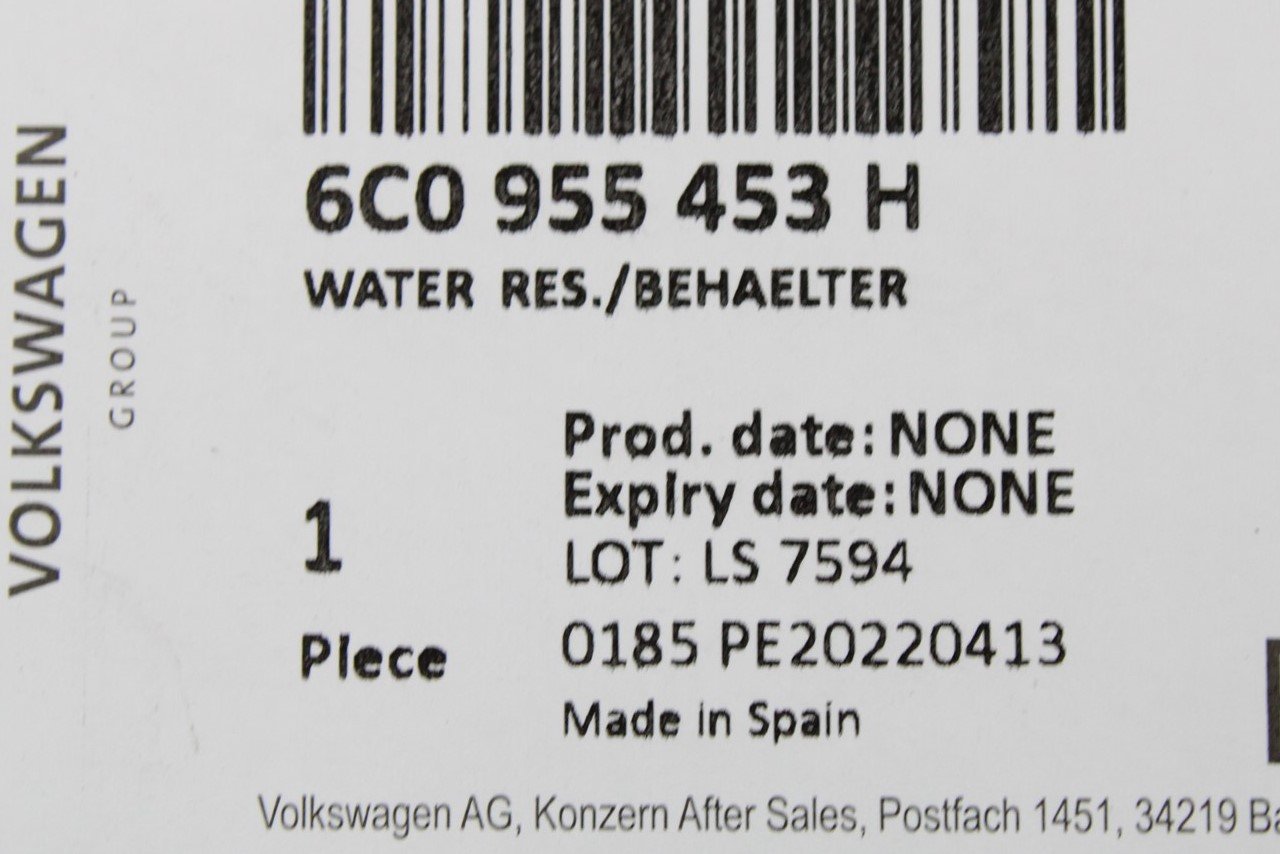 VOLKSWAGEN
GROUP
6C0 955 453 H
WATER RES./BEHAELTER
Prod. date: NONE
Expiry date: NONE
1
LOT: LS 7594
Piece
0185 PE20220413
Made in Spain
Volkswagen AG, Konzern After Sales, Postfach 1451, 34219